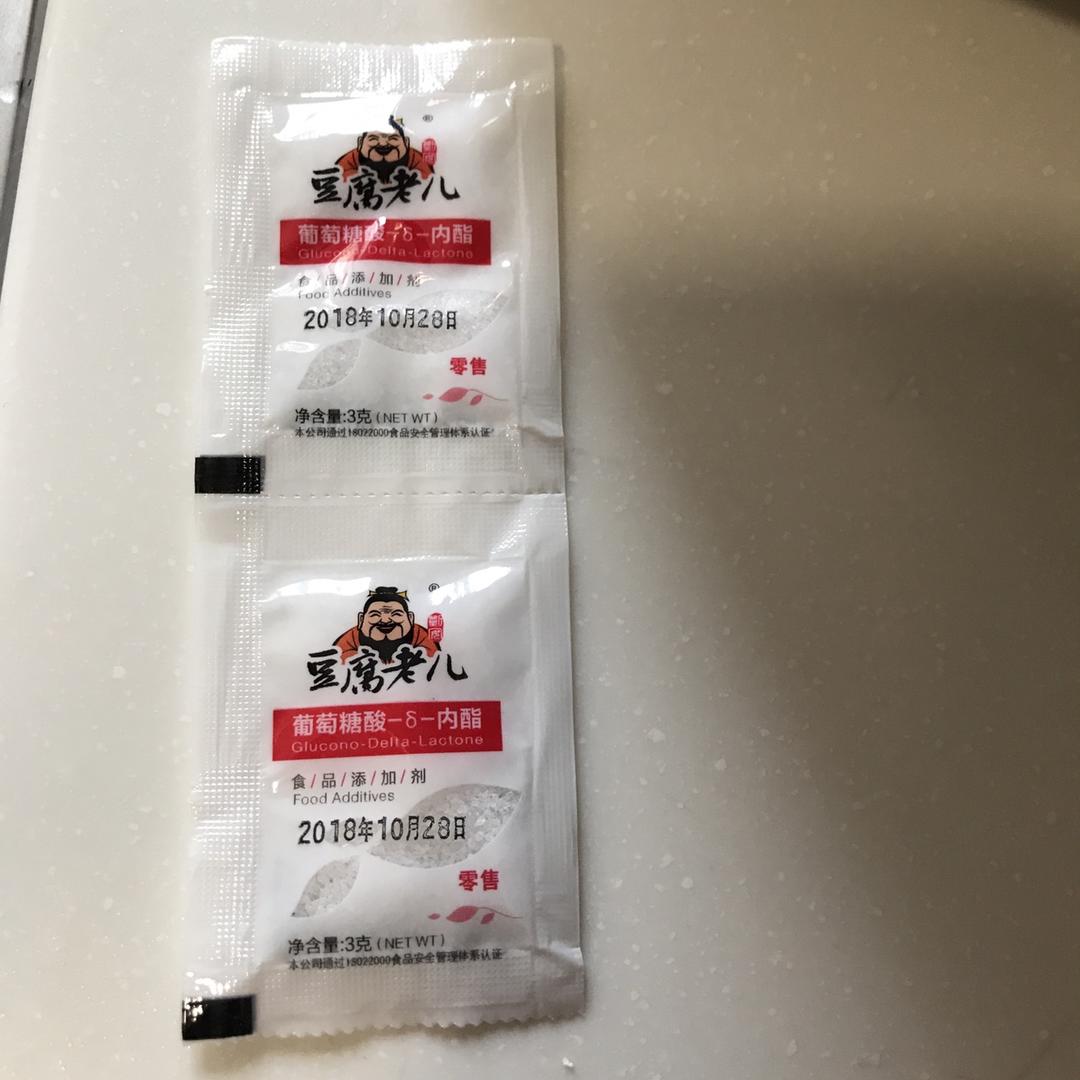 ®
豆腐老儿
葡萄糖酸-δ-内酯
Glucono-Delta-Lactone
食/品/添/加/剂
Food Additives
2018年10月28日
零售
净含量:3克(NET WT)
本公司通过ISO22000食品安全管理体系认证
®
豆腐老儿
葡萄糖酸-δ-内酯
Glucono-Delta-Lactone
食/品/添/加/剂
Food Additives
2018年10月28日
零售
净含量:3克(NET WT)
本公司通过ISO22000食品安全管理体系认证